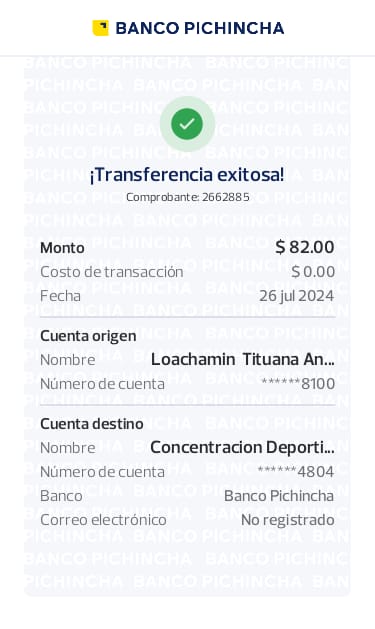 BANCO PICHINCHA
¡Transferencia exitosa!
Comprobante: 2662885
Monto $ 82.00
Costo de transacción $ 0.00
Fecha 26 jul 2024
Cuenta origen
Nombre Loachamin Tituana An...
Número de cuenta ******8100
Cuenta destino
Nombre Concentracion Deporti...
Número de cuenta ******4804
Banco Banco Pichincha
Correo electrónico No registrado